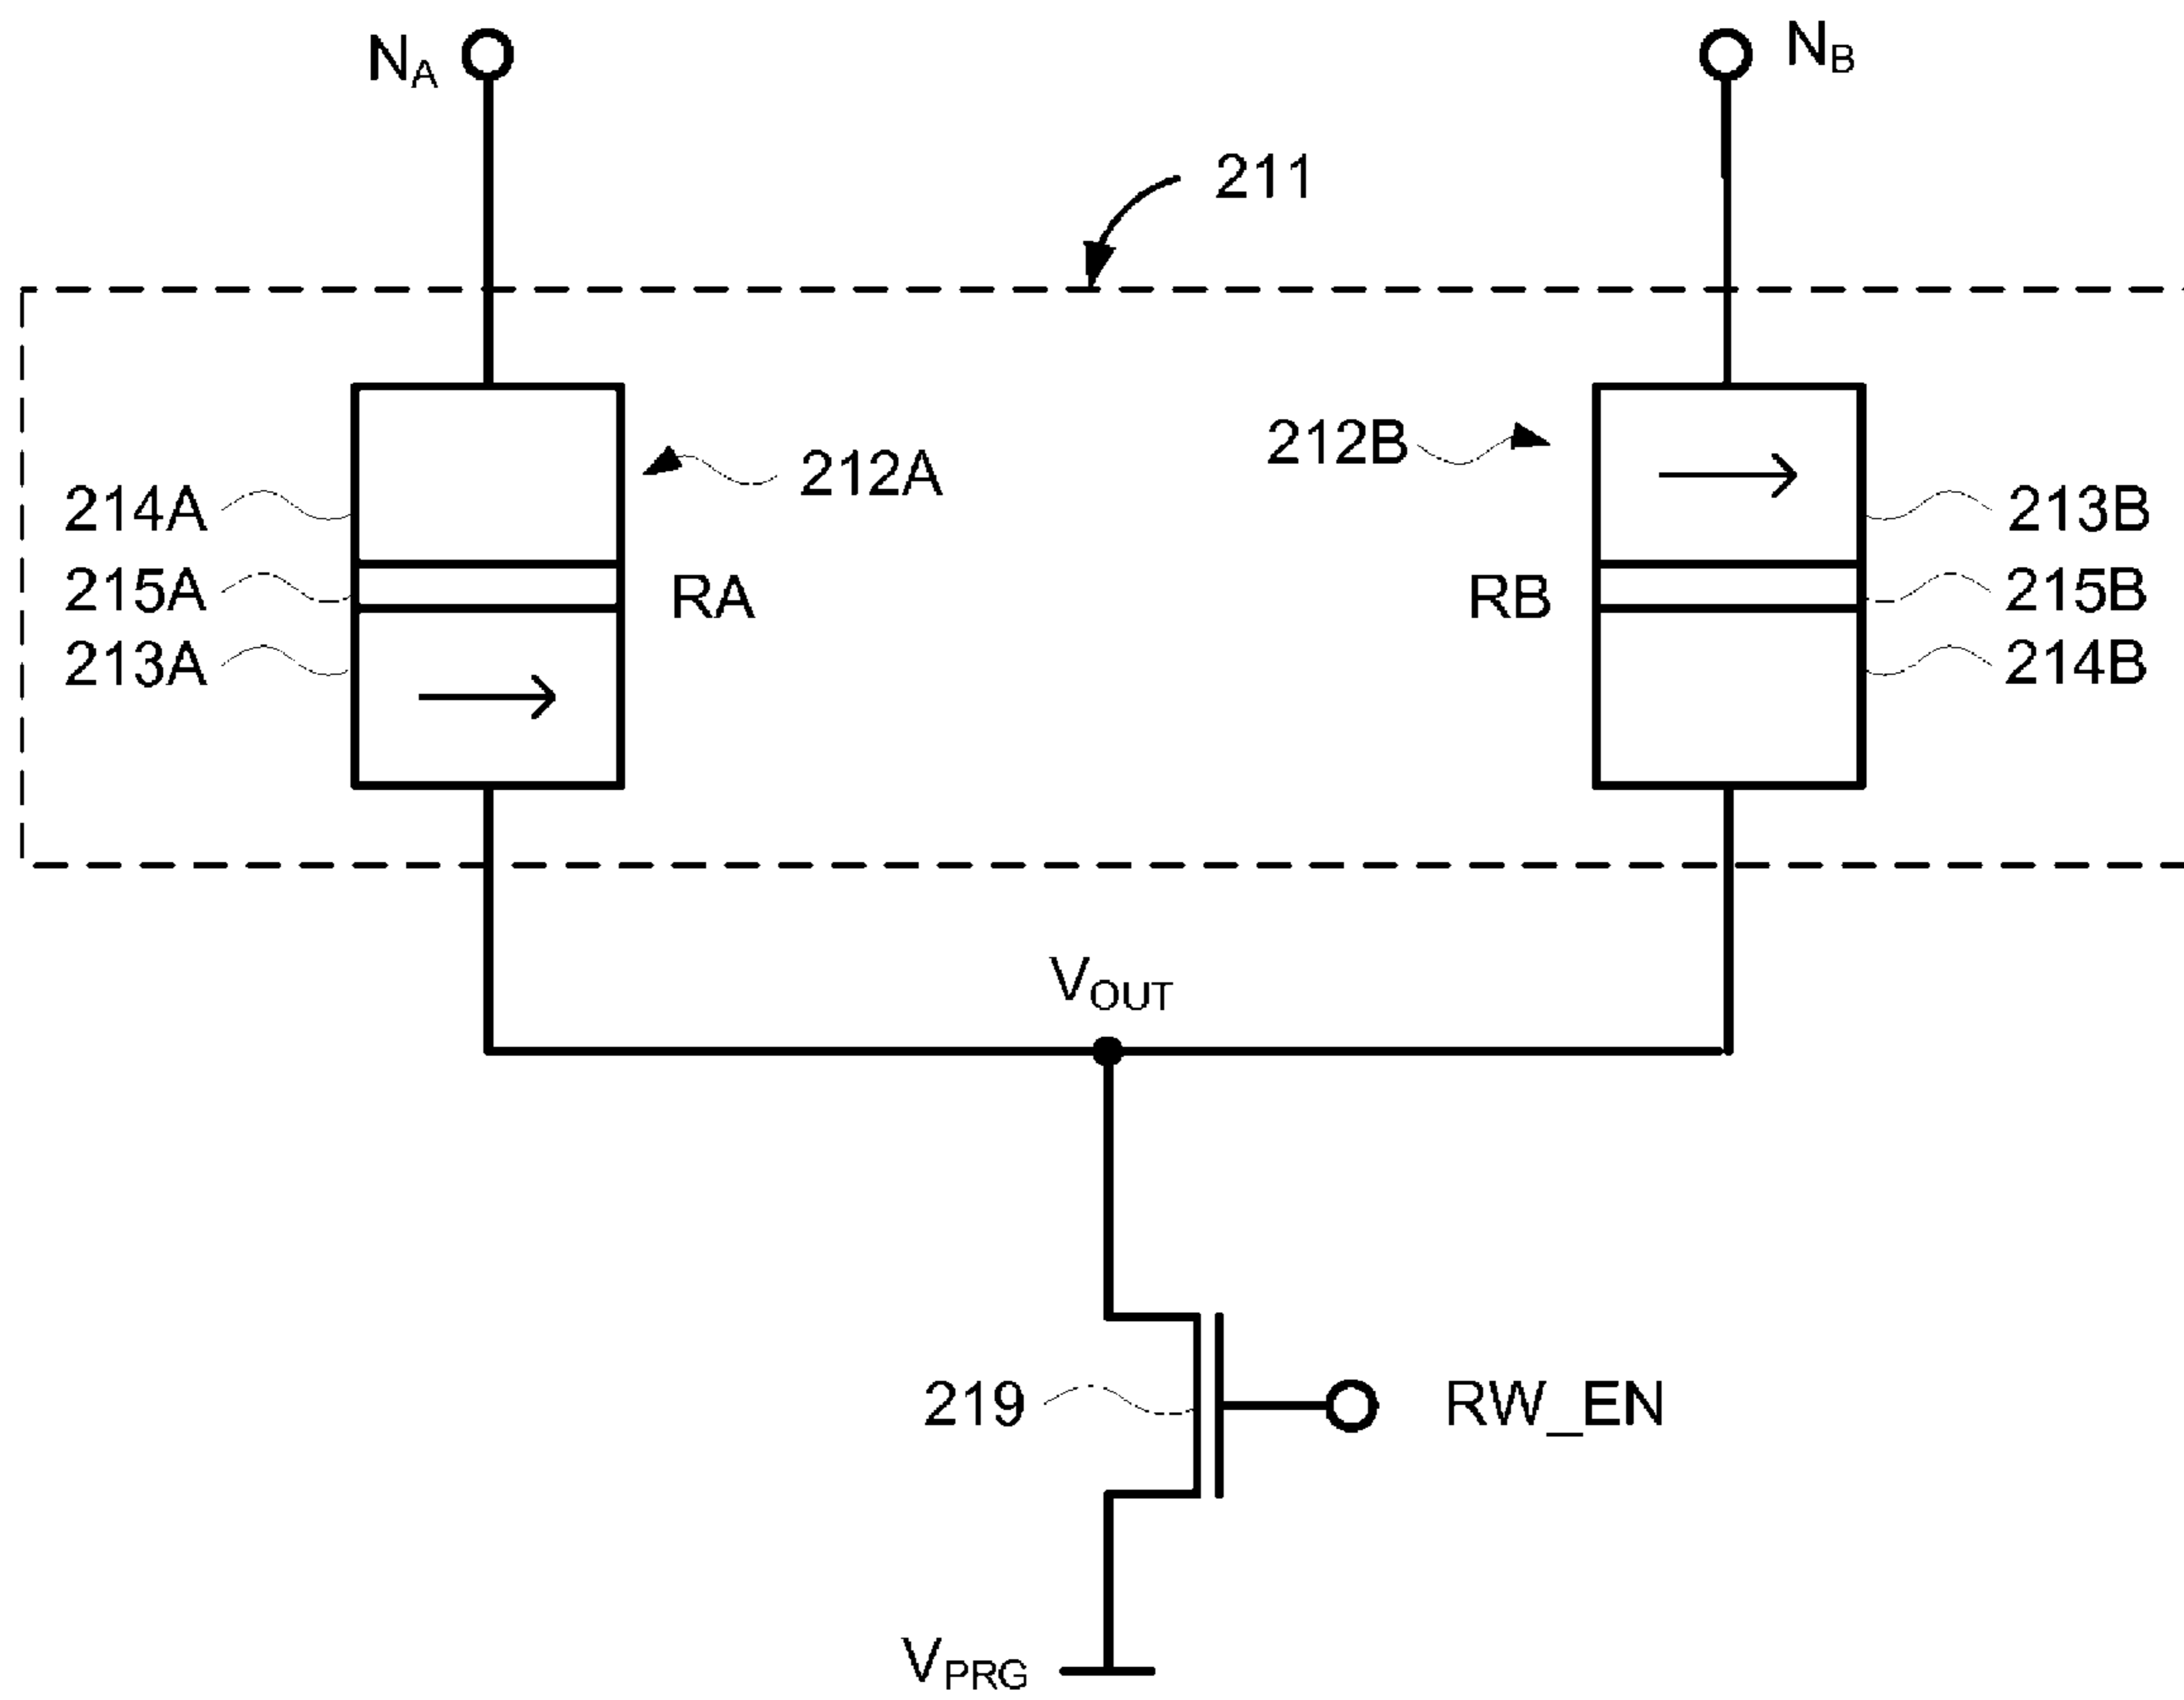 NA
NB
211
212A
212B
214A
213B
215A
RA
RB
215B
213A
214B
VOUT
219
RW_EN
VPRG